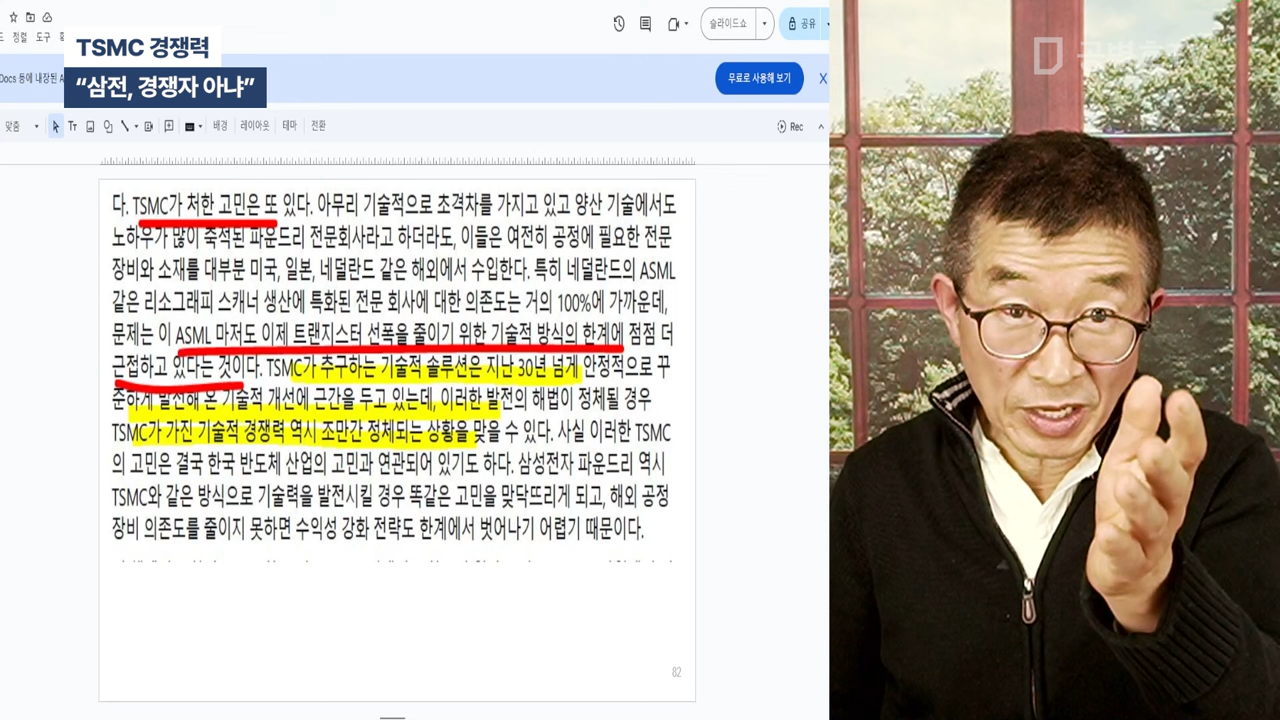 TSMC 경쟁력
“삼전, 경쟁자 아냐”
정렬 도구
슬라이드쇼
공유
Docs 등에 내장된
무료로 사용해 보기
X
맞춤
배경 레이아웃 테마 전환
Rec
다. TSMC가 처한 고민은 또 있다. 아무리 기술적으로 초격차를 가지고 있고 양산 기술에서도
노하우가 많이 축적된 파운드리 전문회사라고 하더라도, 이들은 여전히 공정에 필요한 전문
장비와 소재를 대부분 미국, 일본, 네덜란드 같은 해외에서 수입한다. 특히 네덜란드의 ASML
같은 리소그래피 스캐너 생산에 특화된 전문 회사에 대한 의존도는 거의 100%에 가까운데,
문제는 이 ASML 마저도 이제 트랜지스터 선폭을 줄이기 위한 기술적 방식의 한계에 점점 더
근접하고 있다는 것이다. TSMC가 추구하는 기술적 솔루션은 지난 30년 넘게 안정적으로 꾸
준하게 발전해 온 기술적 개선에 근간을 두고 있는데, 이러한 발전의 해법이 정체될 경우
TSMC가 가진 기술적 경쟁력 역시 조만간 정체되는 상황을 맞을 수 있다. 사실 이러한 TSMC
의 고민은 결국 한국 반도체 산업의 고민과 연관되어 있기도 하다. 삼성전자 파운드리 역시
TSMC와 같은 방식으로 기술력을 발전시킬 경우 똑같은 고민을 맞닥뜨리게 되고, 해외 공정
장비 의존도를 줄이지 못하면 수익성 강화 전략도 한계에서 벗어나기 어렵기 때문이다.
82